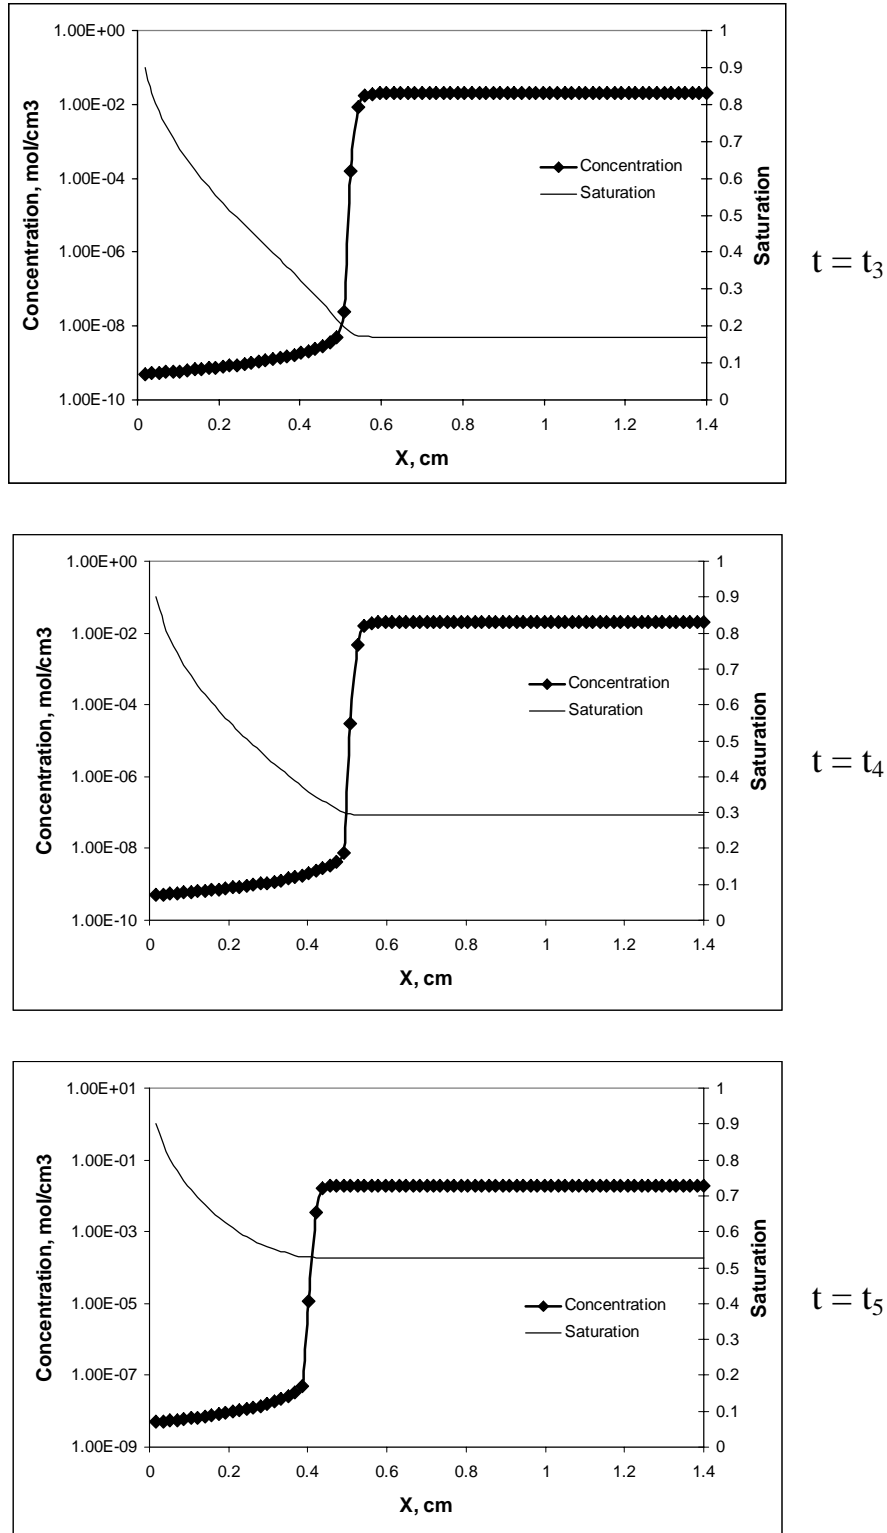 1.00E+00
1.00E-02
1.00E-04
1.00E-06
1.00E-08
1.00E-10
Concentration, mol/cm3
0 0.2 0.4 0.6 0.8 1 1.2 1.4
X, cm
1
0.9
0.8
0.7
0.6
0.5
0.4
0.3
0.2
0.1
0
Saturation
Concentration
Saturation
t = t3
1.00E+00
1.00E-02
1.00E-04
1.00E-06
1.00E-08
1.00E-10
Concentration, mol/cm3
0 0.2 0.4 0.6 0.8 1 1.2 1.4
X, cm
1
0.9
0.8
0.7
0.6
0.5
0.4
0.3
0.2
0.1
0
Saturation
Concentration
Saturation
t = t4
1.00E+01
1.00E-01
1.00E-03
1.00E-05
1.00E-07
1.00E-09
Concentration, mol/cm3
0 0.2 0.4 0.6 0.8 1 1.2 1.4
X, cm
1
0.9
0.8
0.7
0.6
0.5
0.4
0.3
0.2
0.1
0
Saturation
Concentration
Saturation
t = t5